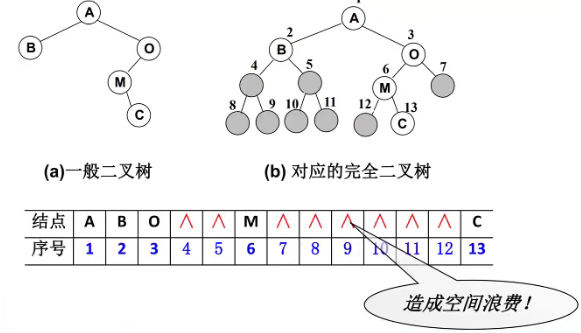 A
B
O
M
C
1
A
2
B
3
O
4
5
6
M
7
8
9
10
11
12
13
C
(a)一般二叉树
(b) 对应的完全二叉树
结点 A B O ∧ ∧ M ∧ ∧ ∧ ∧ ∧ ∧ C
序号 1 2 3 4 5 6 7 8 9 10 11 12 13
造成空间浪费！